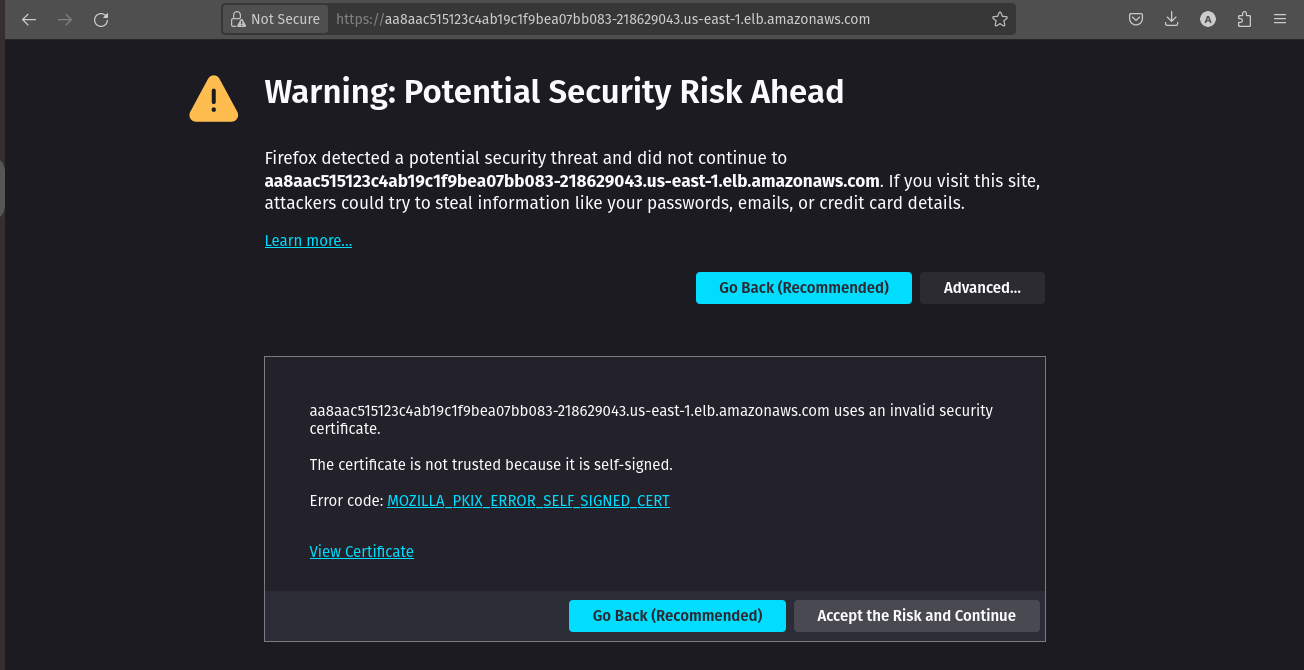 Not Secure
https://aa8aac515123c4ab19c1f9bea07bb083-218629043.us-east-1.elb.amazonaws.com
A
Warning: Potential Security Risk Ahead
Firefox detected a potential security threat and did not continue to
aa8aac515123c4ab19c1f9bea07bb083-218629043.us-east-1.elb.amazonaws.com. If you visit this site,
attackers could try to steal information like your passwords, emails, or credit card details.
Learn more...
Go Back (Recommended)
Advanced...
aa8aac515123c4ab19c1f9bea07bb083-218629043.us-east-1.elb.amazonaws.com uses an invalid security
certificate.
The certificate is not trusted because it is self-signed.
Error code: MOZILLA_PKIX_ERROR_SELF_SIGNED_CERT
View Certificate
Go Back (Recommended)
Accept the Risk and Continue